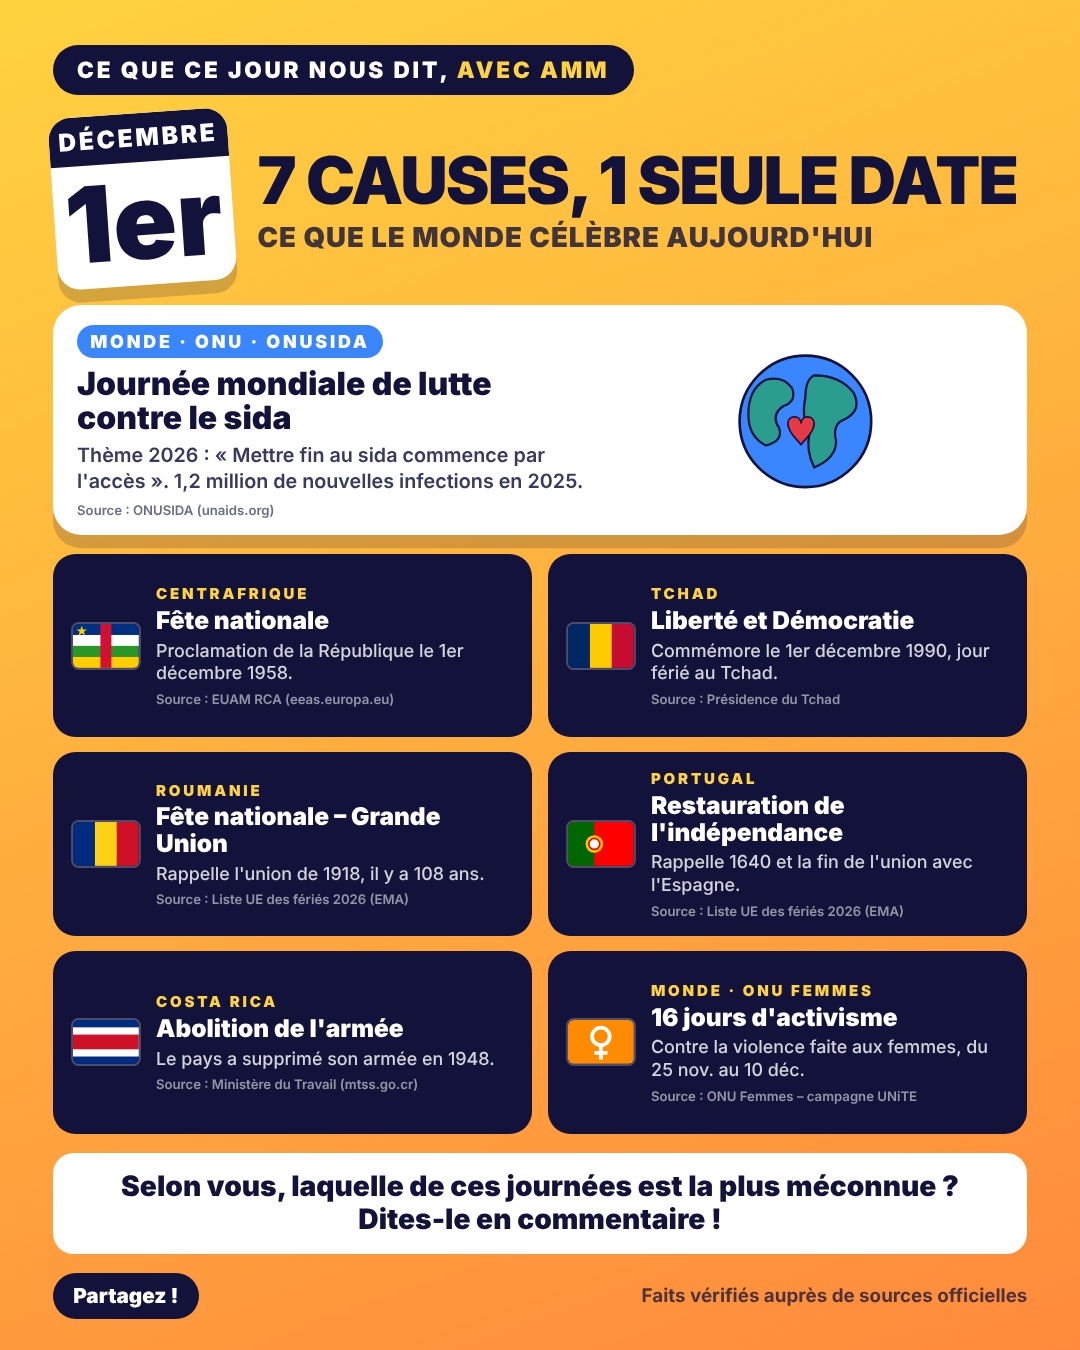 CE QUE CE JOUR NOUS DIT, AVEC AMM
DÉCEMBRE
1er
7 CAUSES, 1 SEULE DATE
CE QUE LE MONDE CÉLÈBRE AUJOURD'HUI
MONDE · ONU · ONUSIDA
Journée mondiale de lutte
contre le sida
Thème 2026 : « Mettre fin au sida commence par
l'accès ». 1,2 million de nouvelles infections en 2025.
Source : ONUSIDA (unaids.org)
CENTRAFRIQUE
Fête nationale
Proclamation de la République le 1er
décembre 1958.
Source : EUAM RCA (eeas.europa.eu)
TCHAD
Liberté et Démocratie
Commémore le 1er décembre 1990, jour
férié au Tchad.
Source : Présidence du Tchad
ROUMANIE
Fête nationale – Grande
Union
Rappelle l'union de 1918, il y a 108 ans.
Source : Liste UE des fériés 2026 (EMA)
PORTUGAL
Restauration de
l'indépendance
Rappelle 1640 et la fin de l'union avec
l'Espagne.
Source : Liste UE des fériés 2026 (EMA)
COSTA RICA
Abolition de l'armée
Le pays a supprimé son armée en 1948.
Source : Ministère du Travail (mtss.go.cr)
MONDE · ONU FEMMES
16 jours d'activisme
Contre la violence faite aux femmes, du
25 nov. au 10 déc.
Source : ONU Femmes – campagne UNiTE
Selon vous, laquelle de ces journées est la plus méconnue ?
Dites-le en commentaire !
Partagez !
Faits vérifiés auprès de sources officielles